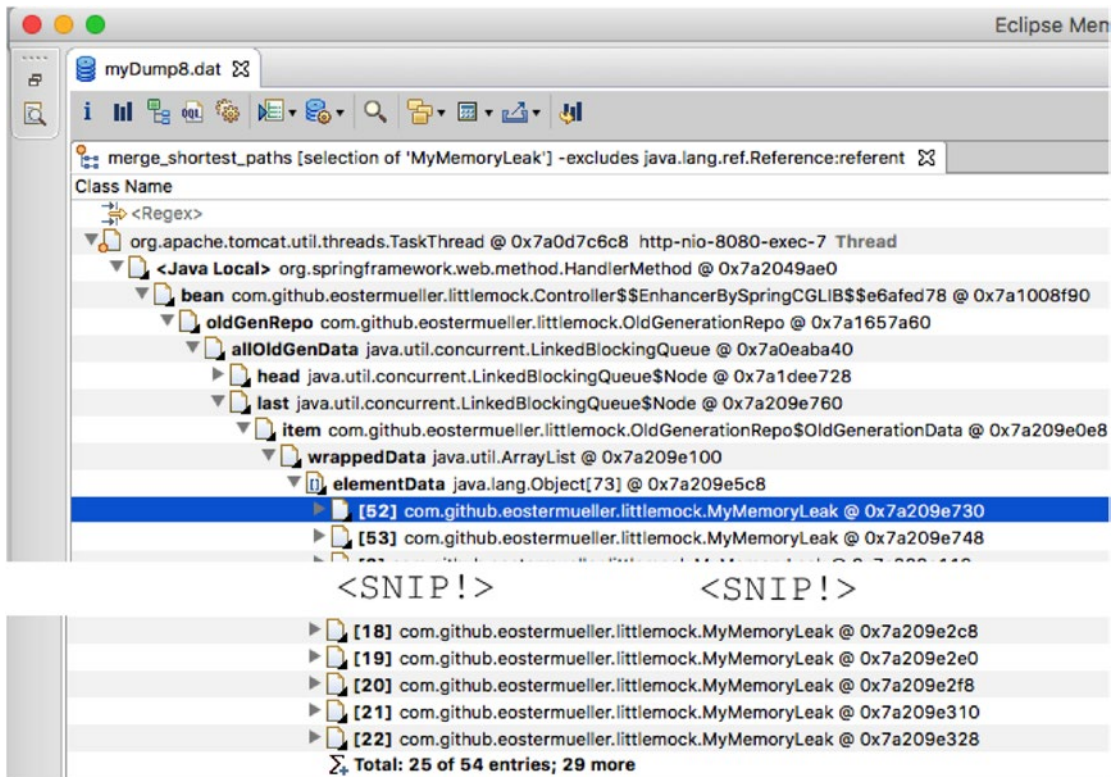 Eclipse Mem
myDump8.dat
i OQL
merge_shortest_paths [selection of 'MyMemoryLeak'] -excludes java.lang.ref.Reference:referent
Class Name
<Regex>
org.apache.tomcat.util.threads.TaskThread @ 0x7a0d7c6c8 http-nio-8080-exec-7 Thread
<Java Local> org.springframework.web.method.HandlerMethod @ 0x7a2049ae0
bean com.github.eostermueller.littlemock.Controller$$EnhancerBySpringCGLIB$$e6afed78 @ 0x7a1008f90
oldGenRepo com.github.eostermueller.littlemock.OldGenerationRepo @ 0x7a1657a60
allOldGenData java.util.concurrent.LinkedBlockingQueue @ 0x7a0eaba40
head java.util.concurrent.LinkedBlockingQueue$Node @ 0x7a1dee728
last java.util.concurrent.LinkedBlockingQueue$Node @ 0x7a209e760
item com.github.eostermueller.littlemock.OldGenerationRepo$OldGenerationData @ 0x7a209e0e8
wrappedData java.util.ArrayList @ 0x7a209e100
elementData java.lang.Object[73] @ 0x7a209e5c8
[52] com.github.eostermueller.littlemock.MyMemoryLeak @ 0x7a209e730
[53] com.github.eostermueller.littlemock.MyMemoryLeak @ 0x7a209e748
<SNIP!> <SNIP!>
[18] com.github.eostermueller.littlemock.MyMemoryLeak @ 0x7a209e2c8
[19] com.github.eostermueller.littlemock.MyMemoryLeak @ 0x7a209e2e0
[20] com.github.eostermueller.littlemock.MyMemoryLeak @ 0x7a209e2f8
[21] com.github.eostermueller.littlemock.MyMemoryLeak @ 0x7a209e310
[22] com.github.eostermueller.littlemock.MyMemoryLeak @ 0x7a209e328
Total: 25 of 54 entries; 29 more